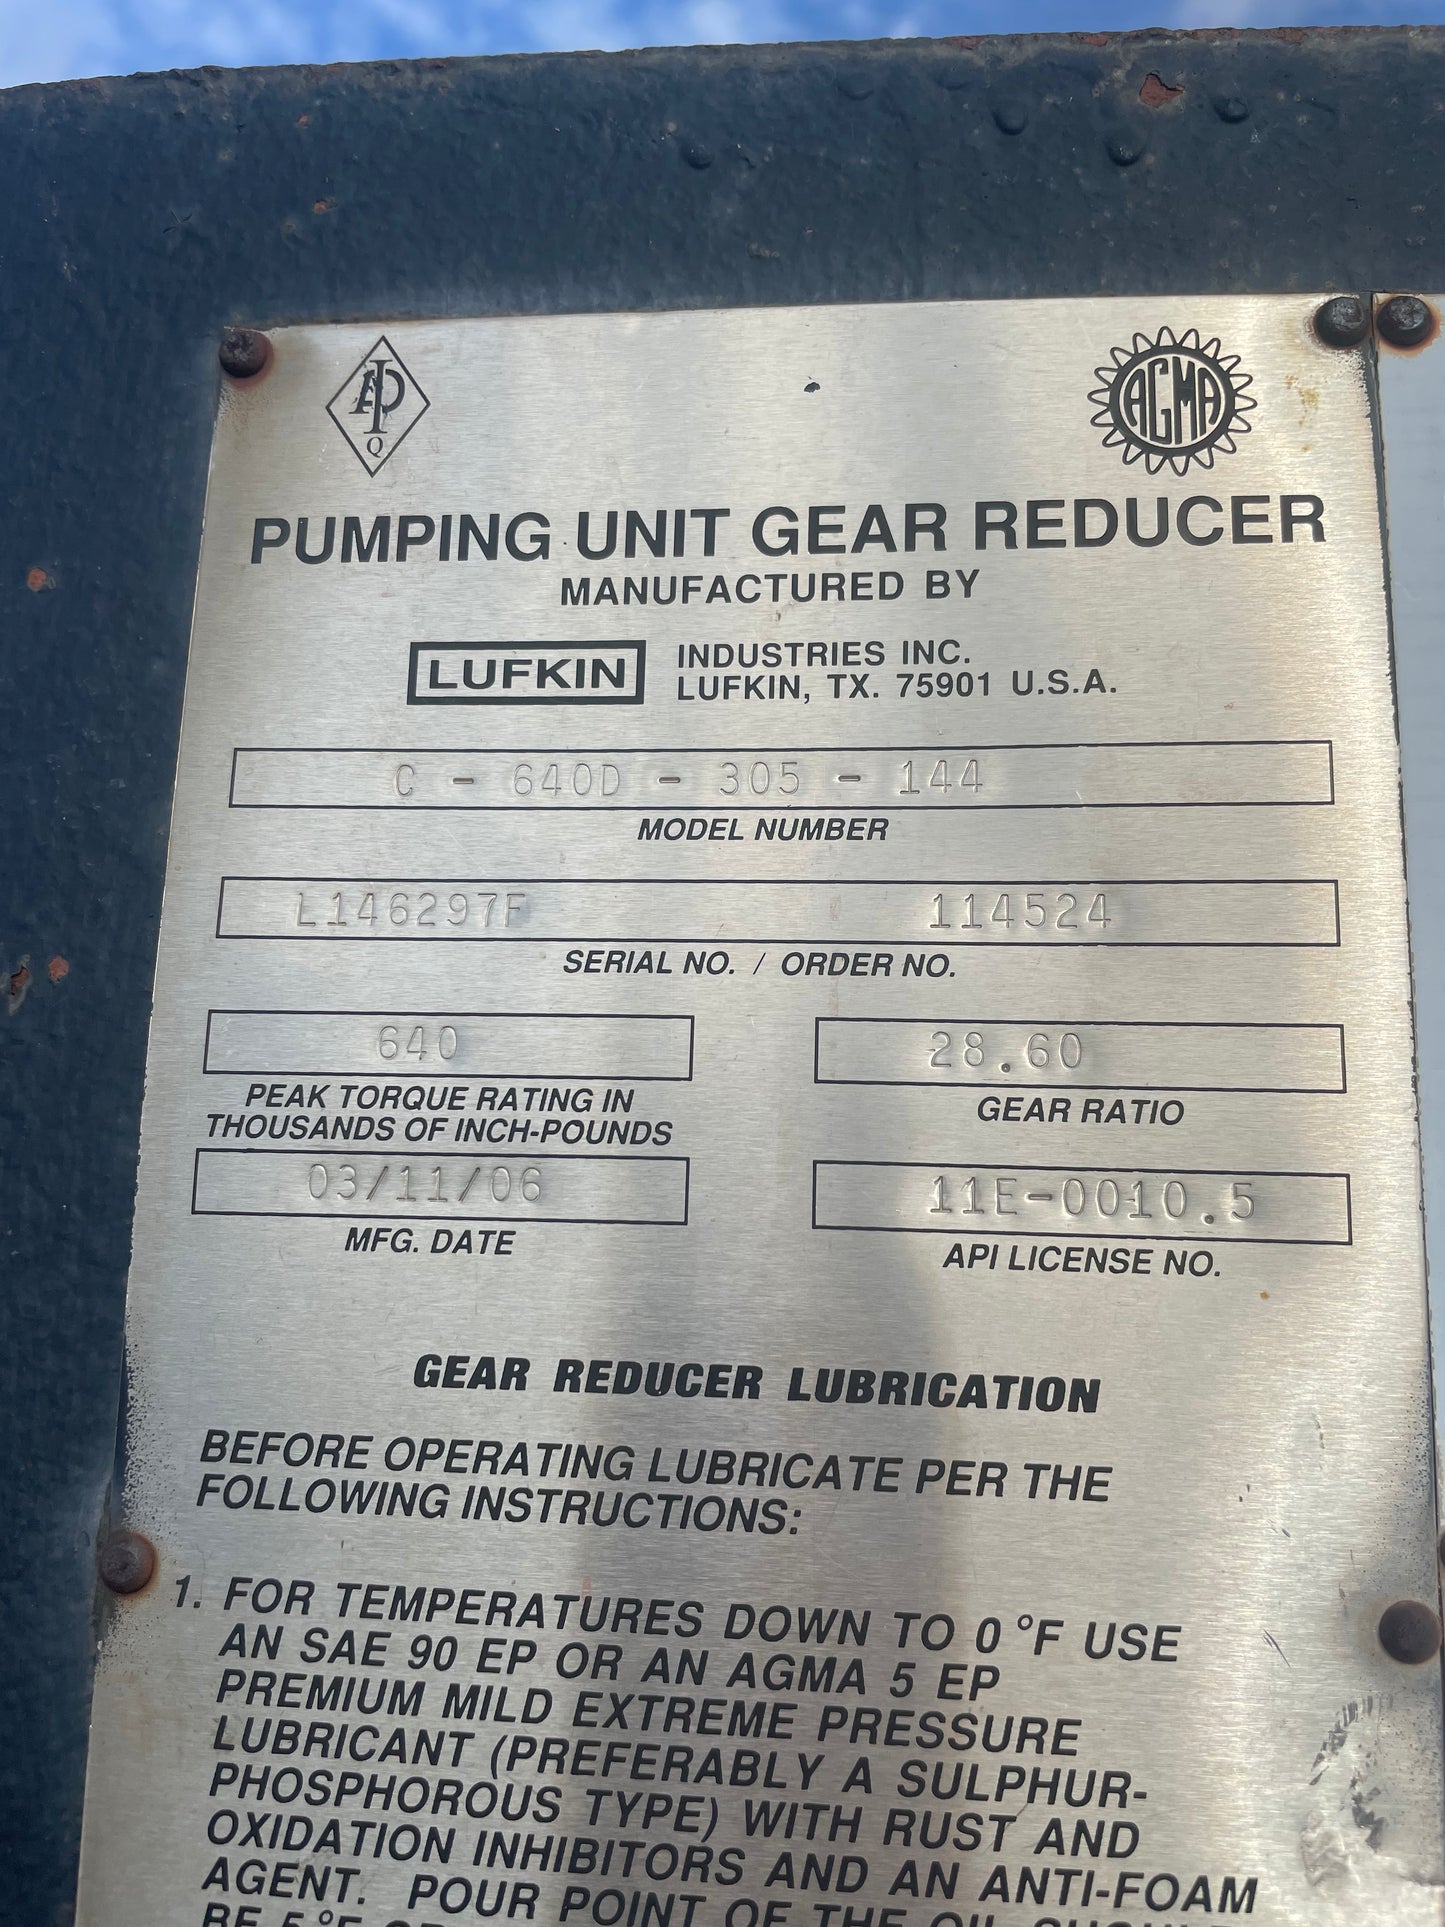 API
Q
AGMA
PUMPING UNIT GEAR REDUCER
MANUFACTURED BY
LUFKIN INDUSTRIES INC.
LUFKIN, TX. 75901 U.S.A.
C - 640D - 305 - 144
MODEL NUMBER
L146297F 114524
SERIAL NO. / ORDER NO.
640 28.60
PEAK TORQUE RATING IN
THOUSANDS OF INCH-POUNDS
GEAR RATIO
03/11/06 11E-0010.5
MFG. DATE API LICENSE NO.
GEAR REDUCER LUBRICATION
BEFORE OPERATING LUBRICATE PER THE
FOLLOWING INSTRUCTIONS:
1. FOR TEMPERATURES DOWN TO 0 °F USE
AN SAE 90 EP OR AN AGMA 5 EP
PREMIUM MILD EXTREME PRESSURE
LUBRICANT (PREFERABLY A SULPHUR-
PHOSPHOROUS TYPE) WITH RUST AND
OXIDATION INHIBITORS AND AN ANTI-FOAM
AGENT. POUR POINT OF THE OIL SHOULD
BE 5 °F OR